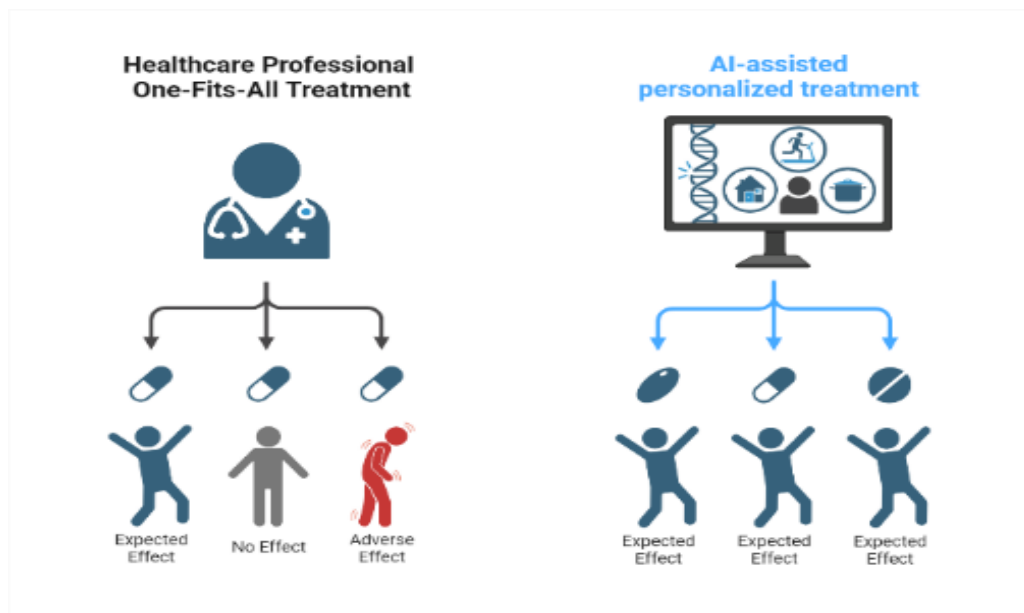 Healthcare Professional
One-Fits-All Treatment
AI-assisted
personalized treatment
Expected
Effect
No Effect
Adverse
Effect
Expected
Effect
Expected
Effect
Expected
Effect